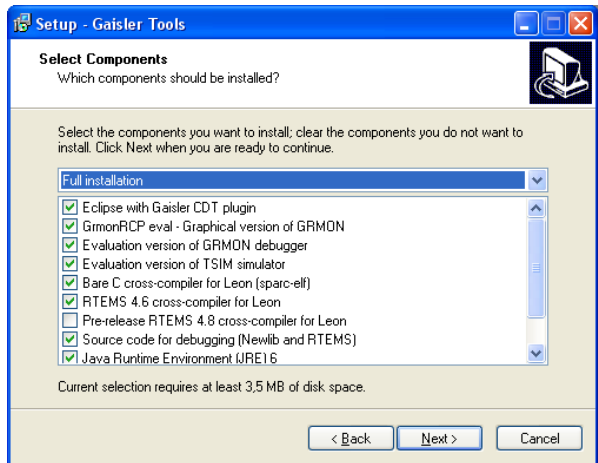 Setup - Gaisler Tools
Select Components
Which components should be installed?
Select the components you want to install; clear the components you do not want to
install. Click Next when you are ready to continue.
Full installation
Eclipse with Gaisler CDT plugin
GrmonRCP eval - Graphical version of GRMON
Evaluation version of GRMON debugger
Evaluation version of TSIM simulator
Bare C cross-compiler for Leon (sparc-elf)
RTEMS 4.6 cross-compiler for Leon
Pre-release RTEMS 4.8 cross-compiler for Leon
Source code for debugging (Newlib and RTEMS)
Java Runtime Environment (JRE) 6
Current selection requires at least 3,5 MB of disk space.
< Back Next > Cancel